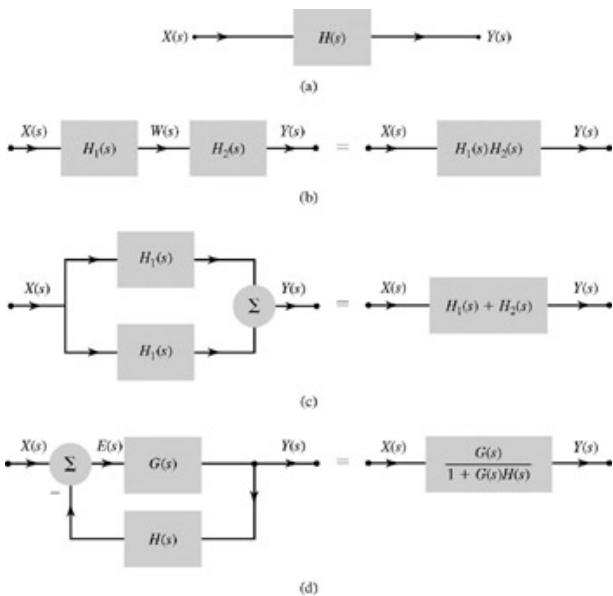 X(s) H(s) Y(s)
(a)
X(s) H₁(s) W(s) H₂(s) Y(s) = X(s) H₁(s)H₂(s) Y(s)
(b)
H₁(s)
X(s) Σ Y(s) = X(s) H₁(s) + H₂(s) Y(s)
H₁(s)
(c)
X(s) Σ E(s) G(s) Y(s) = X(s) G(s) Y(s)
1 + G(s)H(s)
−
H(s)
(d)